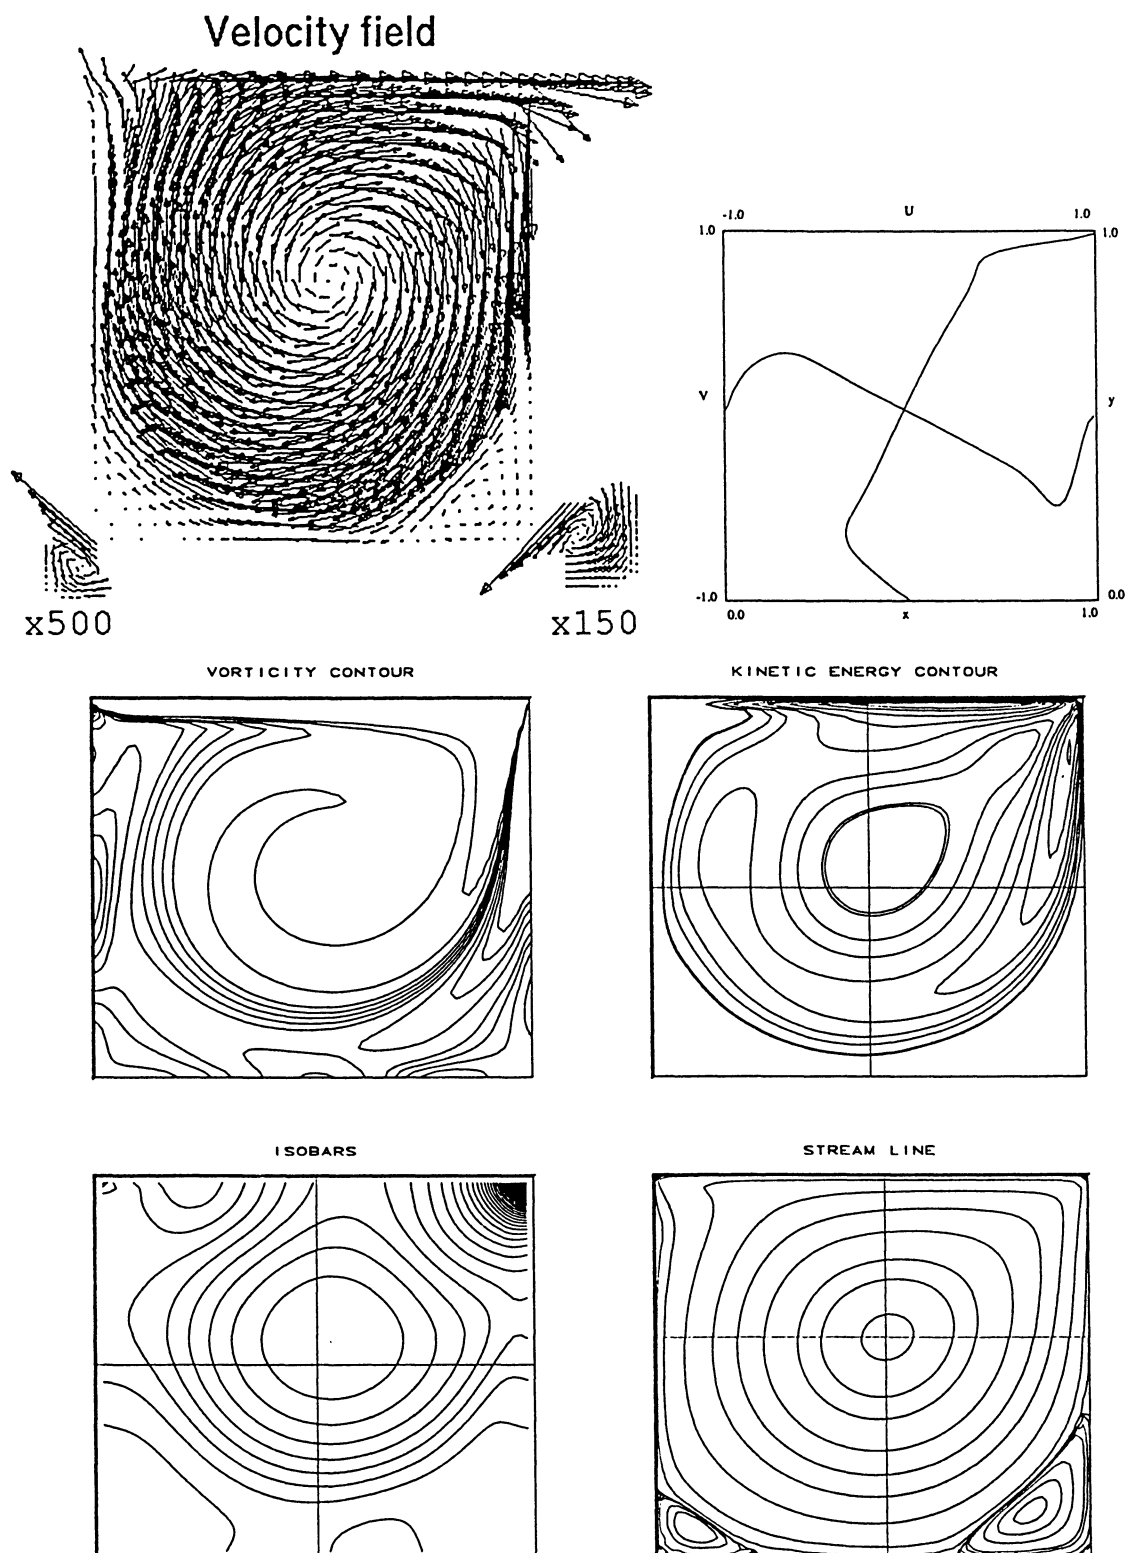 Velocity field
-1.0 U 1.0
1.0 1.0
V y
-1.0 0.0
0.0 x 1.0
x500 x150
VORTICITY CONTOUR KINETIC ENERGY CONTOUR
ISOBARS STREAM LINE